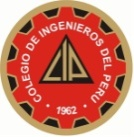 COLEGIO DE INGENIEROS DEL PERU
CIP
• 1962 •